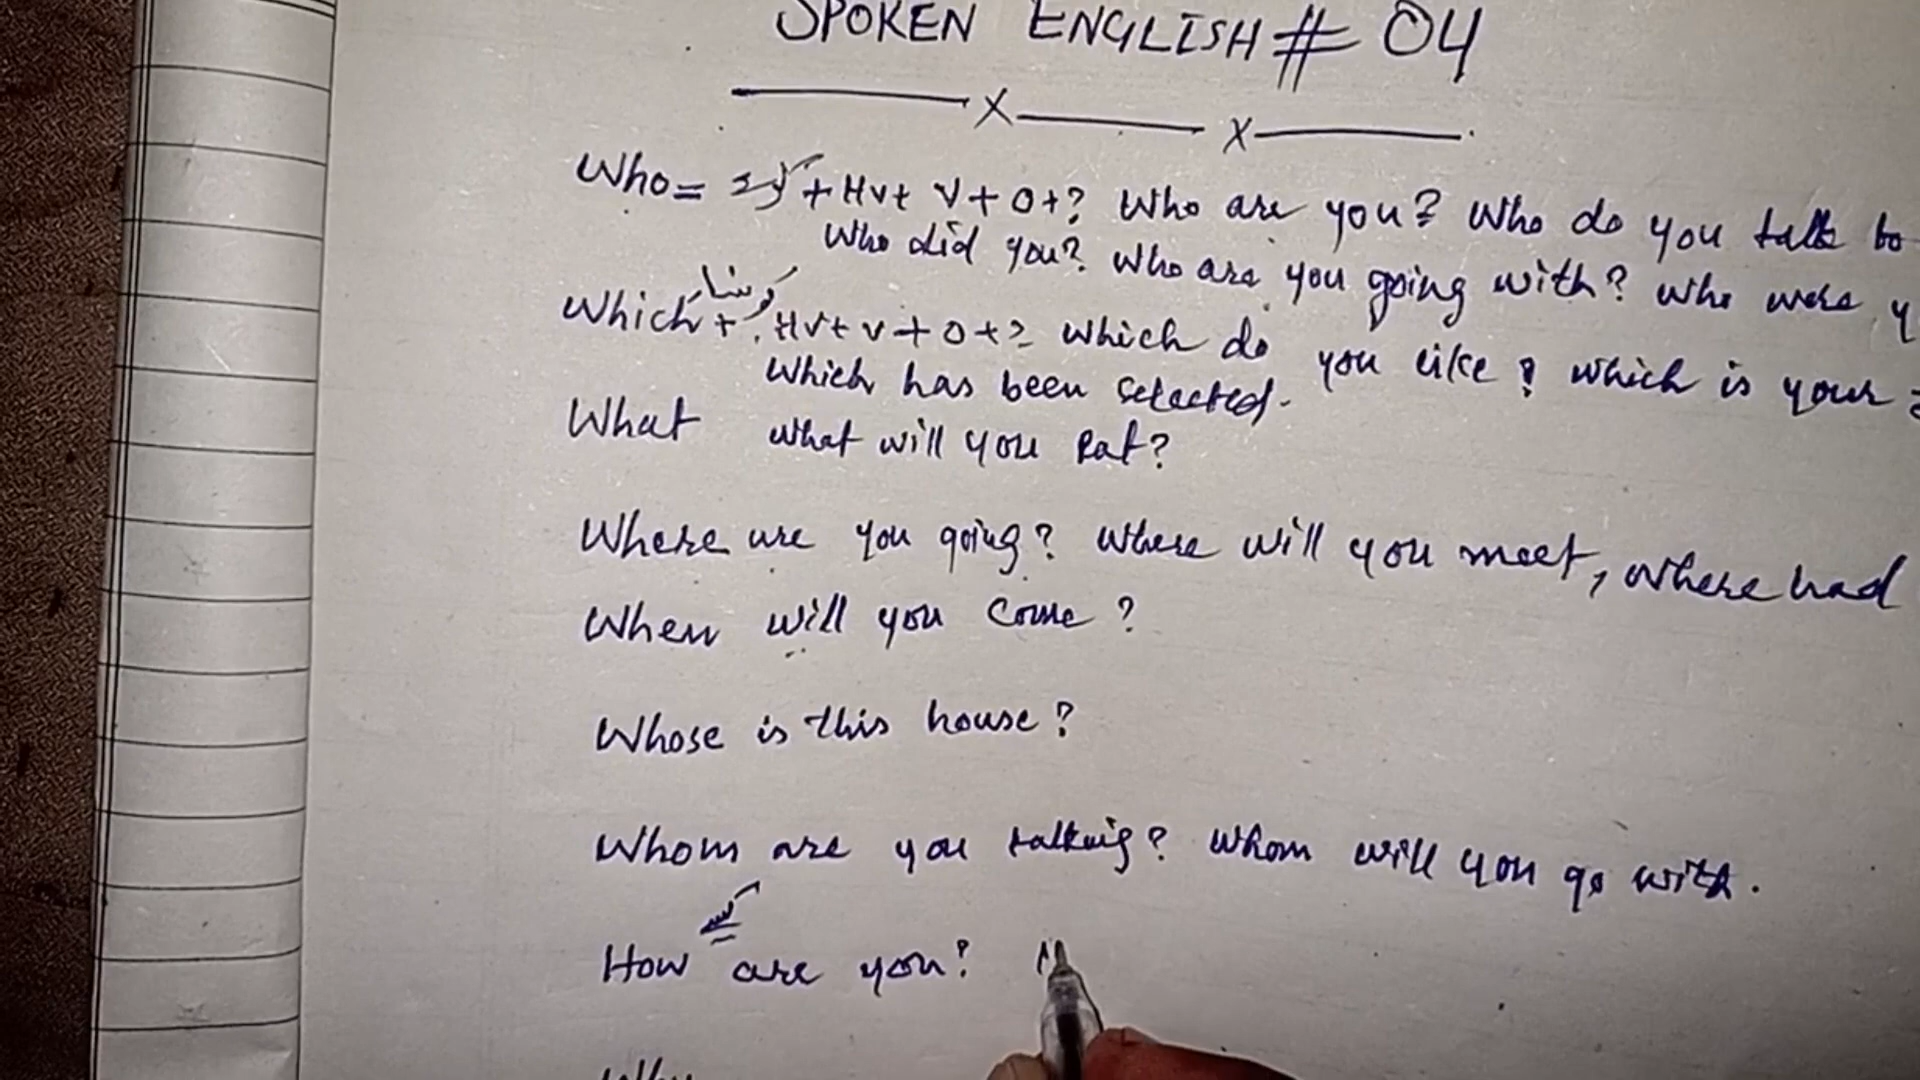 SPOKEN ENGLISH # 04
Who = + Hv+ V + O +? Who are you? Who do you talk to
Who did you? Who are you going with? Who were y
کونسا
Which + Hv+ v + O +? Which do you like? which is your
Which has been selected.
What what will you Eat?
Where are you going? where will you meet, where had
When will you come?
Whose is this house?
Whom are you talking? Whom will you go with.
کیسے
How are you?
Why